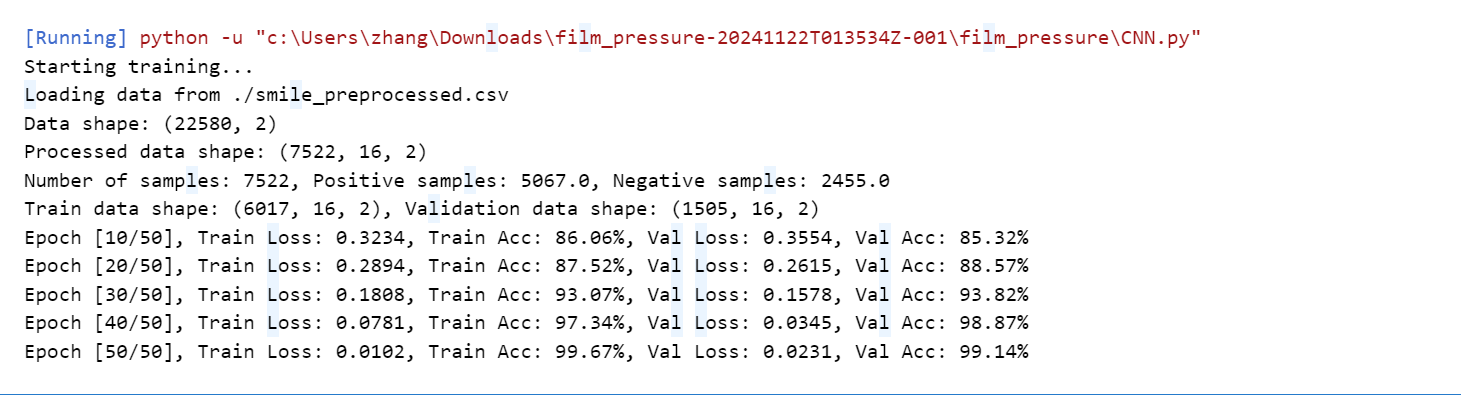 [Running] python -u "c:\Users\zhang\Downloads\film_pressure-20241122T013534Z-001\film_pressure\CNN.py"
Starting training...
Loading data from ./smile_preprocessed.csv
Data shape: (22580, 2)
Processed data shape: (7522, 16, 2)
Number of samples: 7522, Positive samples: 5067.0, Negative samples: 2455.0
Train data shape: (6017, 16, 2), Validation data shape: (1505, 16, 2)
Epoch [10/50], Train Loss: 0.3234, Train Acc: 86.06%, Val Loss: 0.3554, Val Acc: 85.32%
Epoch [20/50], Train Loss: 0.2894, Train Acc: 87.52%, Val Loss: 0.2615, Val Acc: 88.57%
Epoch [30/50], Train Loss: 0.1808, Train Acc: 93.07%, Val Loss: 0.1578, Val Acc: 93.82%
Epoch [40/50], Train Loss: 0.0781, Train Acc: 97.34%, Val Loss: 0.0345, Val Acc: 98.87%
Epoch [50/50], Train Loss: 0.0102, Train Acc: 99.67%, Val Loss: 0.0231, Val Acc: 99.14%